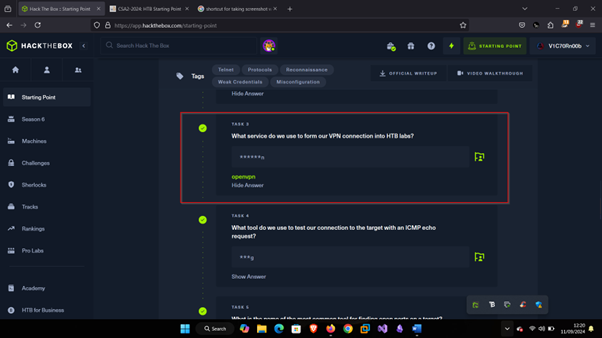 Hack The Box :: Starting Point
CSA2-2024: HTB Starting Point
shortcut for taking screenshot
https://app.hackthebox.com/starting-point
HACKTHEBOX
Search Hack The Box
STARTING POINT
V1C70Rn00b
Starting Point
Season 6
Machines
Challenges
Sherlocks
Tracks
Rankings
Pro Labs
Academy
HTB for Business
Tags
Telnet
Protocols
Reconnaissance
Weak Credentials
Misconfiguration
OFFICIAL WRITEUP
VIDEO WALKTHROUGH
Hide Answer
TASK 3
What service do we use to form our VPN connection into HTB labs?
******n
openvpn
Hide Answer
TASK 4
What tool do we use to test our connection to the target with an ICMP echo
request?
***g
Show Answer
TASK 5
What is the name of the most common tool for finding open ports on a target?
Search
12:20
11/09/2024